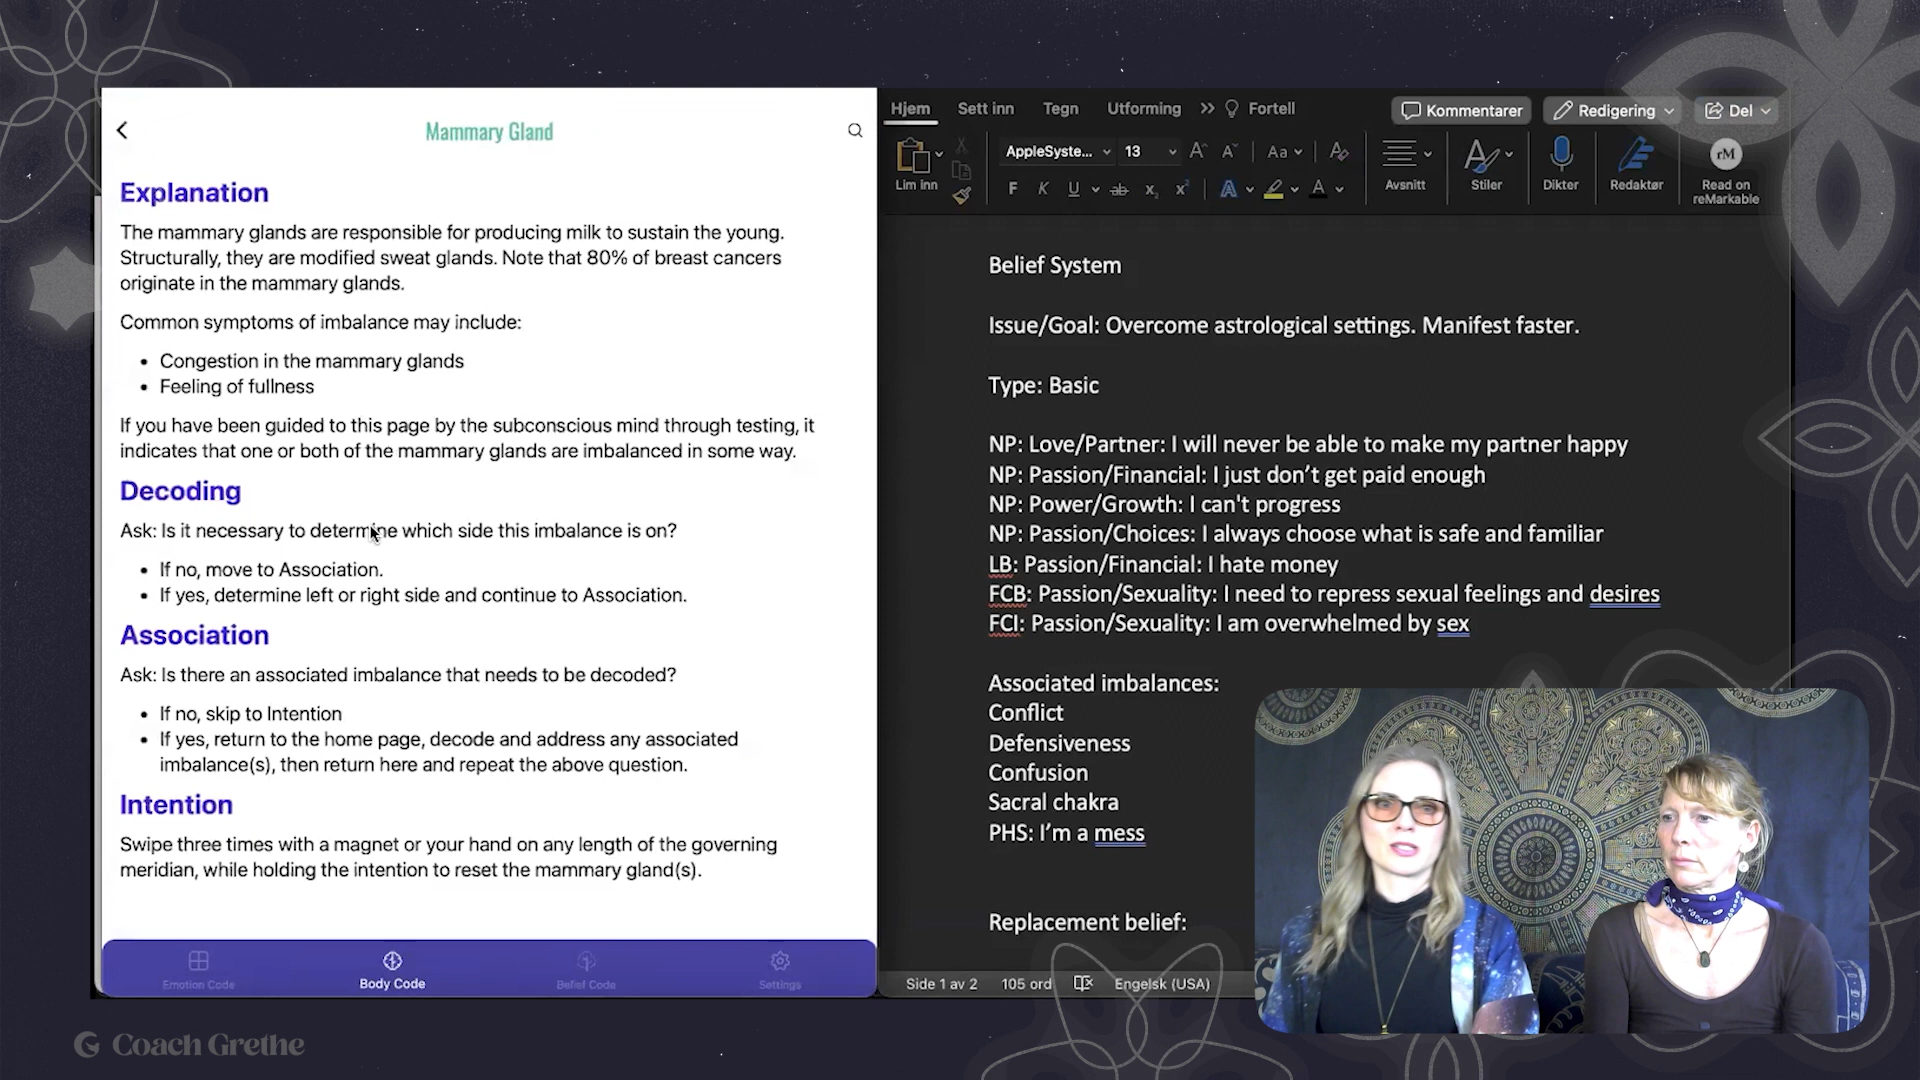 Mammary Gland
Explanation
The mammary glands are responsible for producing milk to sustain the young.
Structurally, they are modified sweat glands. Note that 80% of breast cancers
originate in the mammary glands.
Common symptoms of imbalance may include:
• Congestion in the mammary glands
• Feeling of fullness
If you have been guided to this page by the subconscious mind through testing, it
indicates that one or both of the mammary glands are imbalanced in some way.
Decoding
Ask: Is it necessary to determine which side this imbalance is on?
• If no, move to Association.
• If yes, determine left or right side and continue to Association.
Association
Ask: Is there an associated imbalance that needs to be decoded?
• If no, skip to Intention
• If yes, return to the home page, decode and address any associated
imbalance(s), then return here and repeat the above question.
Intention
Swipe three times with a magnet or your hand on any length of the governing
meridian, while holding the intention to reset the mammary gland(s).
Emotion Code
Body Code
Belief Code
Settings
Hjem Sett inn Tegn Utforming Fortell
Kommentarer Redigering Del
AppleSyste... 13 Aa
F K U ab x₂ x² A A
Lim inn
Avsnitt
Stiler
Dikter
Redaktør
rM
Read on
reMarkable
Belief System
Issue/Goal: Overcome astrological settings. Manifest faster.
Type: Basic
NP: Love/Partner: I will never be able to make my partner happy
NP: Passion/Financial: I just don’t get paid enough
NP: Power/Growth: I can't progress
NP: Passion/Choices: I always choose what is safe and familiar
LB: Passion/Financial: I hate money
FCB: Passion/Sexuality: I need to repress sexual feelings and desires
FCI: Passion/Sexuality: I am overwhelmed by sex
Associated imbalances:
Conflict
Defensiveness
Confusion
Sacral chakra
PHS: I’m a mess
Replacement belief:
Side 1 av 2 105 ord Engelsk (USA)
Coach Grethe